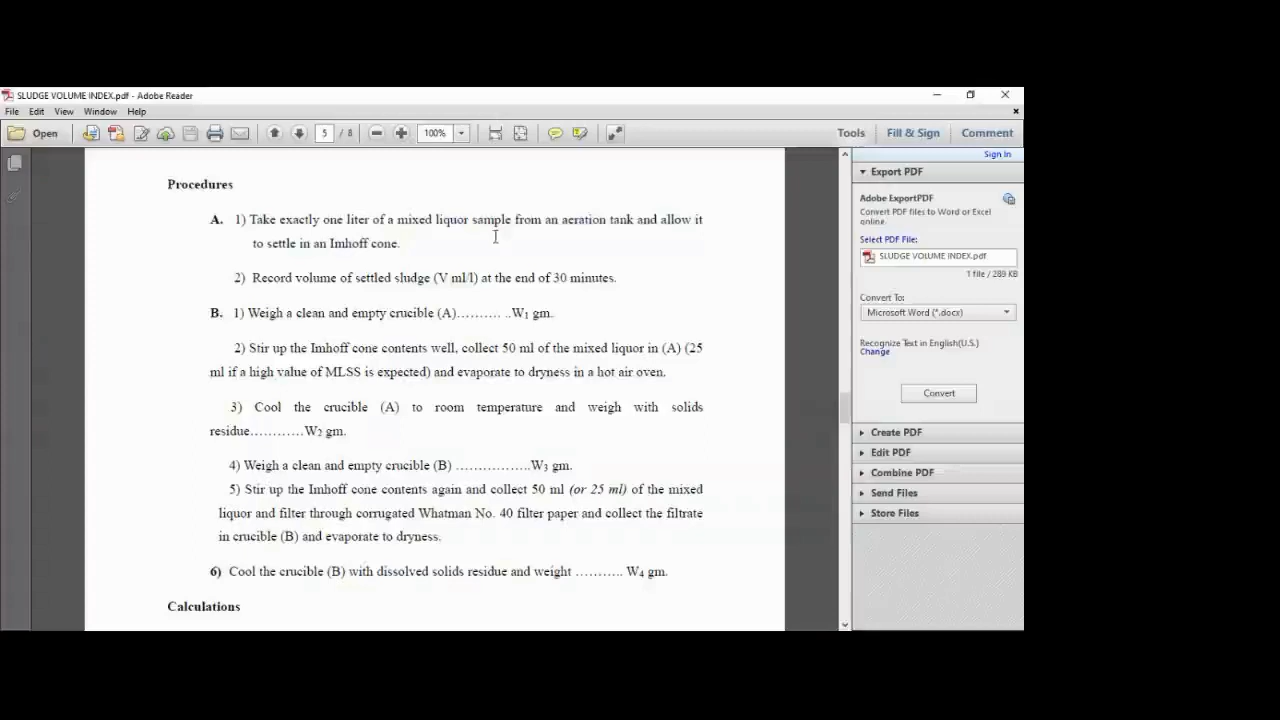 SLUDGE VOLUME INDEX.pdf - Adobe Reader
File Edit View Window Help
Open 5 / 8 100% Tools Fill & Sign Comment
Sign In
Procedures
A. 1) Take exactly one liter of a mixed liquor sample from an aeration tank and allow it
to settle in an Imhoff cone.
2) Record volume of settled sludge (V ml/l) at the end of 30 minutes.
B. 1) Weigh a clean and empty crucible (A)………. ..W1 gm.
2) Stir up the Imhoff cone contents well, collect 50 ml of the mixed liquor in (A) (25
ml if a high value of MLSS is expected) and evaporate to dryness in a hot air oven.
3) Cool the crucible (A) to room temperature and weigh with solids
residue…………W2 gm.
4) Weigh a clean and empty crucible (B) ……………..W3 gm.
5) Stir up the Imhoff cone contents again and collect 50 ml (or 25 ml) of the mixed
liquor and filter through corrugated Whatman No. 40 filter paper and collect the filtrate
in crucible (B) and evaporate to dryness.
6) Cool the crucible (B) with dissolved solids residue and weight ……….. W4 gm.
Calculations
Export PDF
Adobe ExportPDF
Convert PDF files to Word or Excel
online.
Select PDF File:
SLUDGE VOLUME INDEX.pdf
1 file / 289 KB
Convert To:
Microsoft Word (*.docx)
Recognize Text in English(U.S.)
Change
Convert
Create PDF
Edit PDF
Combine PDF
Send Files
Store Files